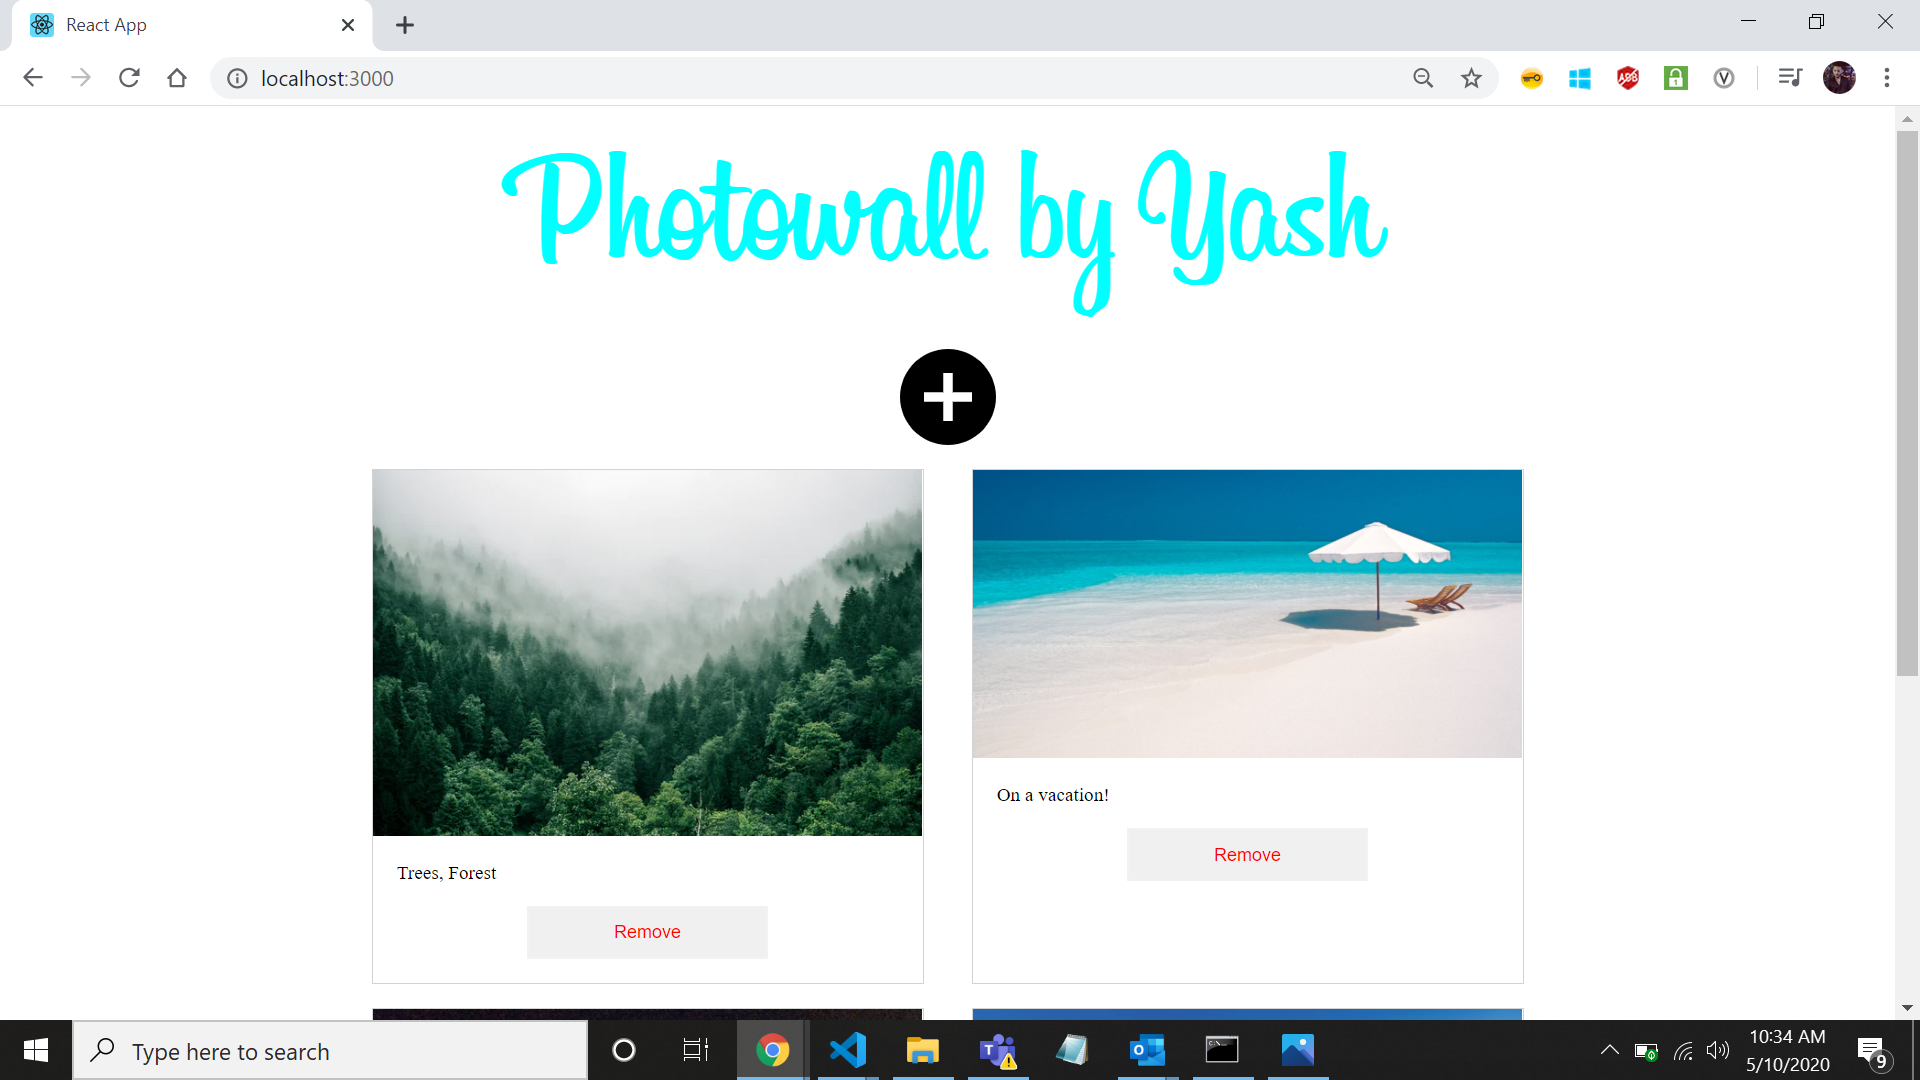 React App
localhost:3000
ABP
V
Photowall by Yash
Trees, Forest
Remove
On a vacation!
Remove
Type here to search
T
O
C:\
10:34 AM
5/10/2020
9